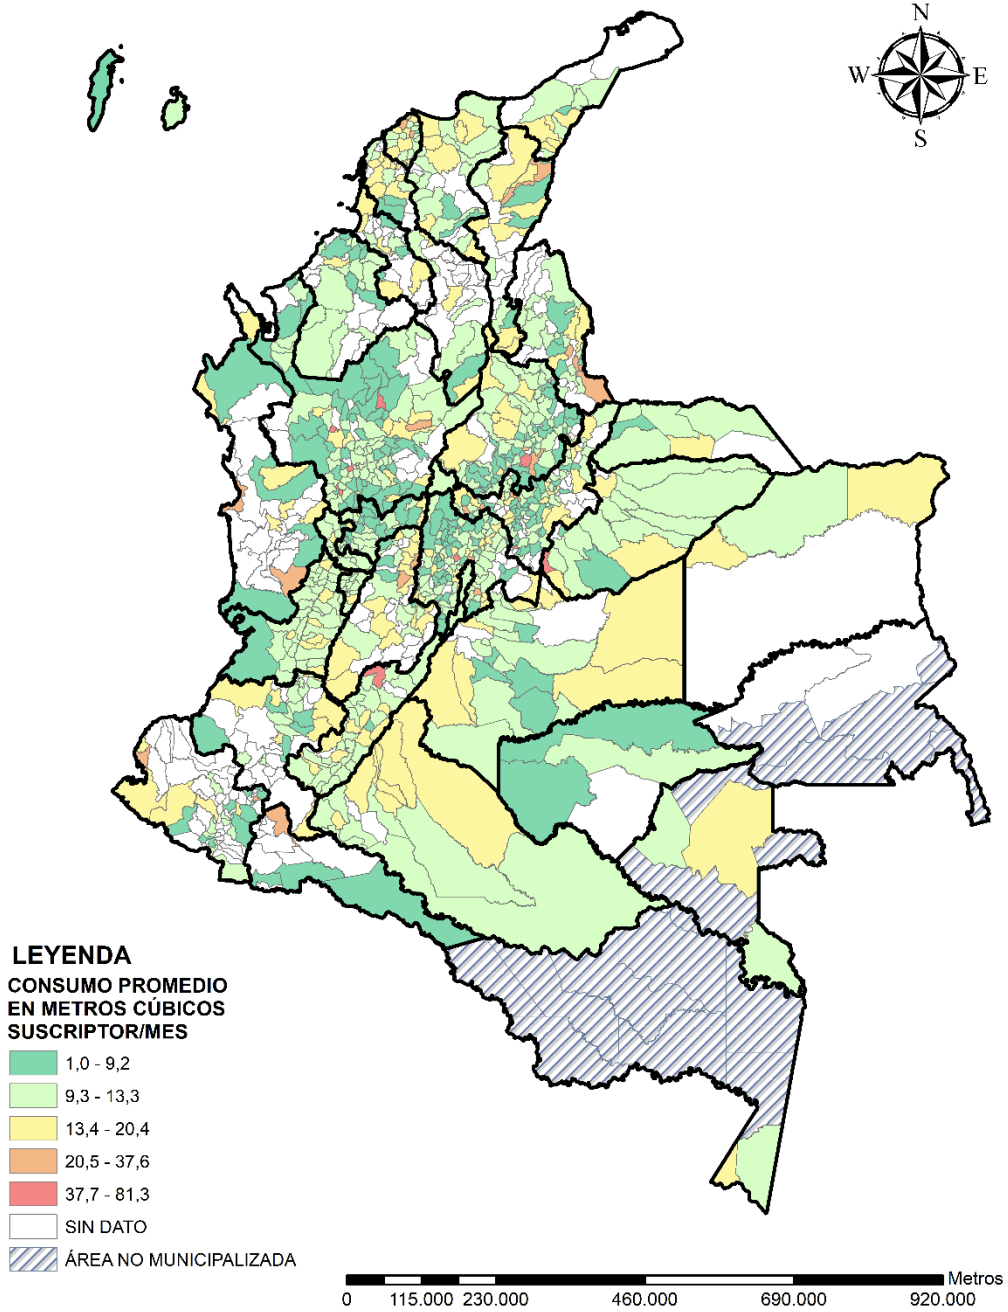 N
W E
S
LEYENDA
CONSUMO PROMEDIO
EN METROS CÚBICOS
SUSCRIPTOR/MES
1,0 - 9,2
9,3 - 13,3
13,4 - 20,4
20,5 - 37,6
37,7 - 81,3
SIN DATO
ÁREA NO MUNICIPALIZADA
Metros
0 115.000 230.000 460.000 690.000 920.000